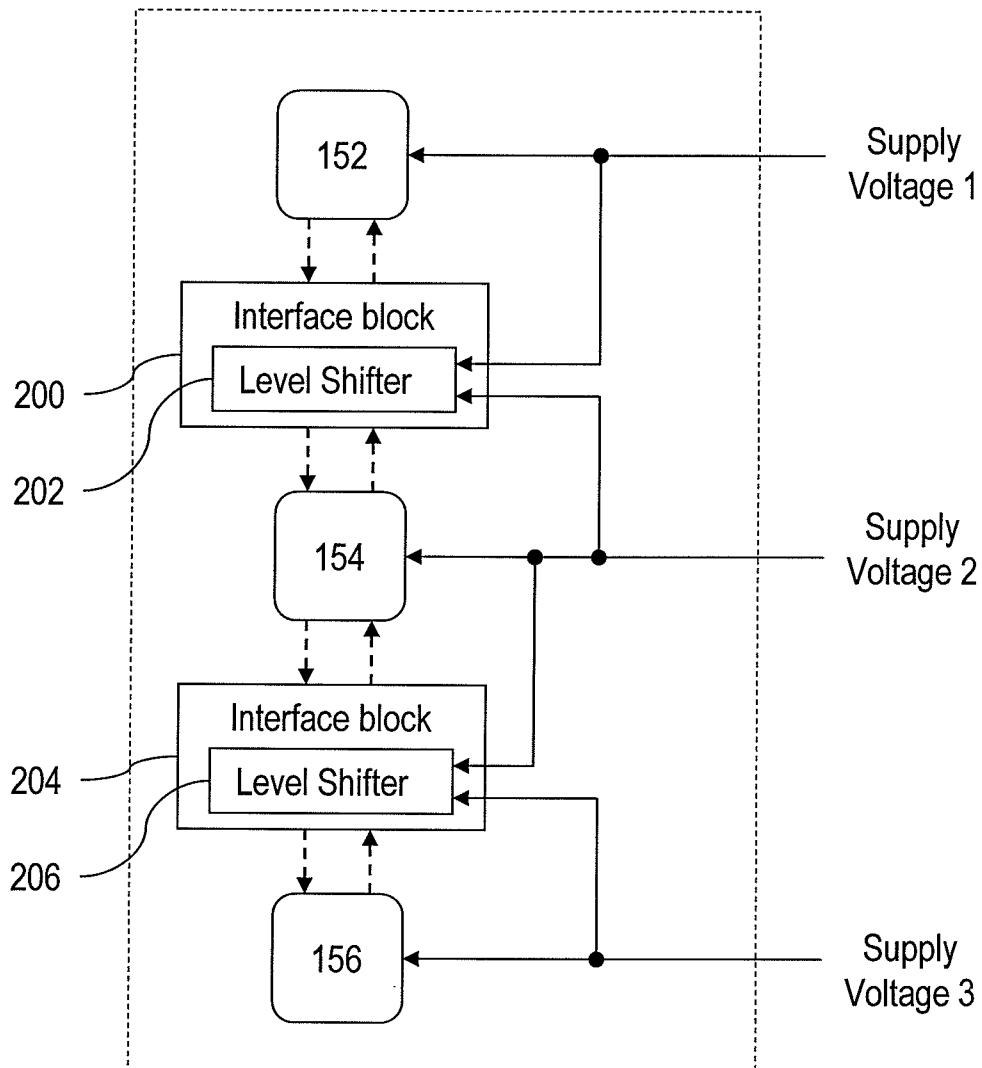 152
Supply
Voltage 1
Interface block
Level Shifter
200
202
154
Supply
Voltage 2
Interface block
Level Shifter
204
206
156
Supply
Voltage 3